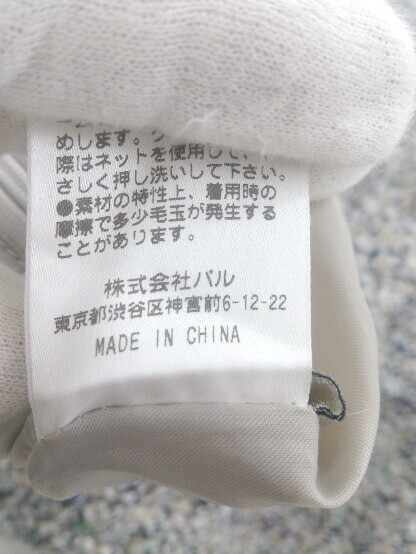 めします。
際はネットを使用して、
さしく押し洗いして下さい。
●素材の特性上、着用時の
摩擦で多少毛玉が発生する
ことがあります。
株式会社パル
東京都渋谷区神宮前6-12-22
MADE IN CHINA